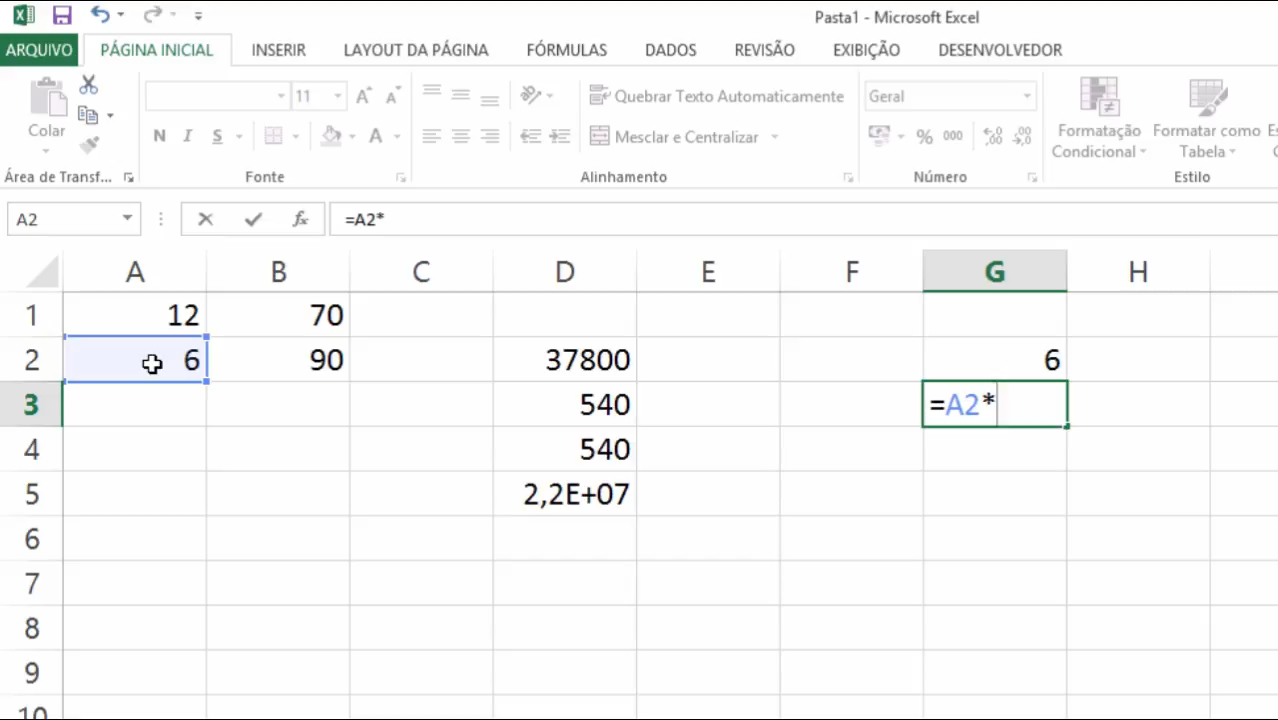 Pasta1 - Microsoft Excel
ARQUIVO PÁGINA INICIAL INSERIR LAYOUT DA PÁGINA FÓRMULAS DADOS REVISÃO EXIBIÇÃO DESENVOLVEDOR
Colar
11
A A
Quebrar Texto Automaticamente
Geral
N I S A
Mesclar e Centralizar
% 000
Formatação
Condicional
Formatar como
Tabela
Área de Transf...
Fonte
Alinhamento
Número
Estilo
A2
fx
=A2*
A B C D E F G H
1 12 70
2 6 90 37800 6
3 540 =A2*
4 540
5 2,2E+07
6
7
8
9
10